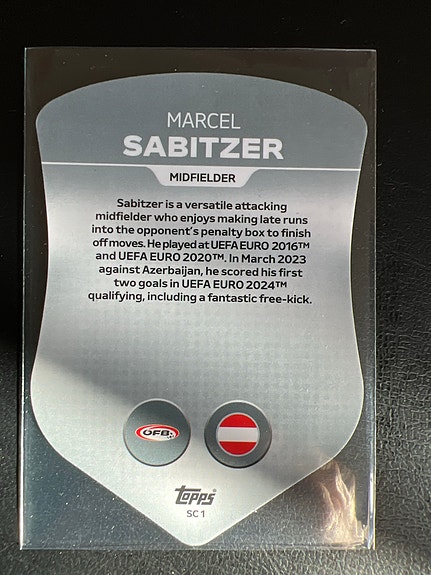 MARCEL
SABITZER
MIDFIELDER
Sabitzer is a versatile attacking
midfielder who enjoys making late runs
into the opponent's penalty box to finish
off moves. He played at UEFA EURO 2016™
and UEFA EURO 2020™. In March 2023
against Azerbaijan, he scored his first
two goals in UEFA EURO 2024™
qualifying, including a fantastic free-kick.
ÖFB
Topps
SC 1